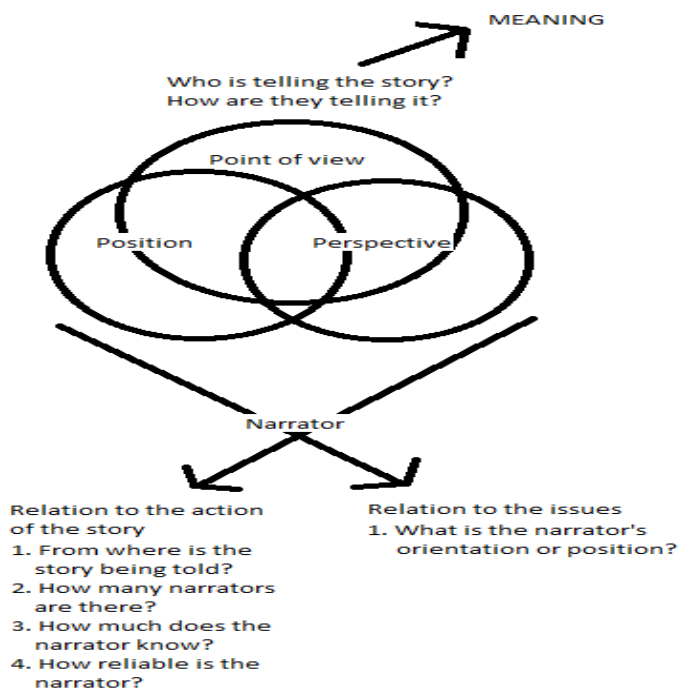 MEANING
Who is telling the story?
How are they telling it?
Point of view
Position
Perspective
Narrator
Relation to the action
of the story
1. From where is the
story being told?
2. How many narrators
are there?
3. How much does the
narrator know?
4. How reliable is the
narrator?
Relation to the issues
1. What is the narrator's
orientation or position?